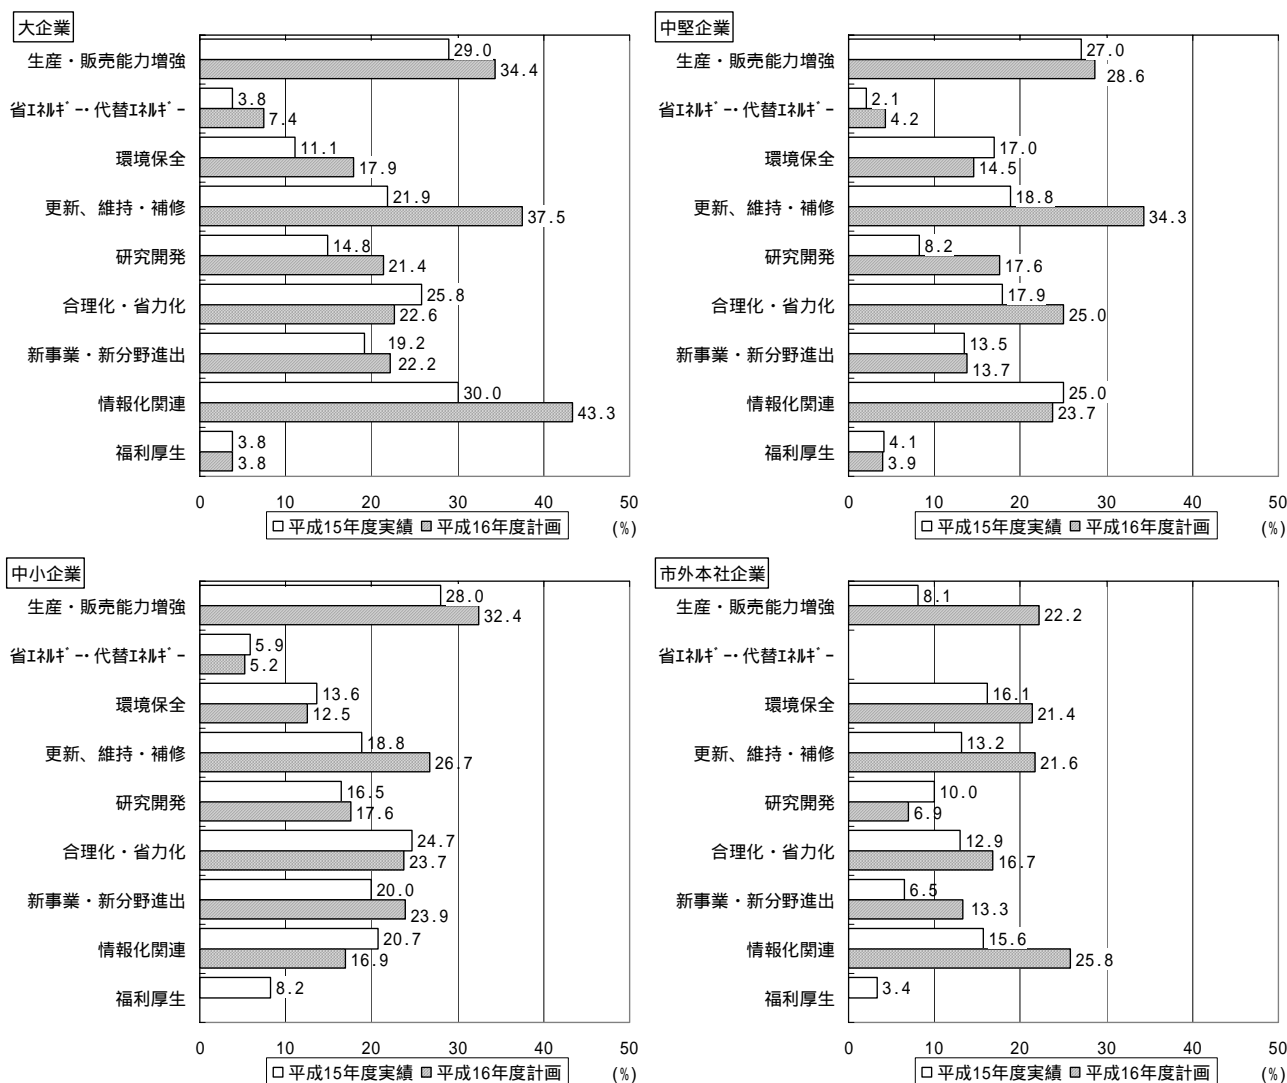 大企業
生産・販売能力増強
29.0
34.4
省ｴﾈﾙｷﾞｰ・代替ｴﾈﾙｷﾞｰ
3.8
7.4
環境保全
11.1
17.9
更新、維持・補修
21.9
37.5
研究開発
14.8
21.4
合理化・省力化
25.8
22.6
新事業・新分野進出
19.2
22.2
情報化関連
30.0
43.3
福利厚生
3.8
3.8
0 10 20 30 40 50
□平成15年度実績 平成16年度計画 (%)
中堅企業
生産・販売能力増強
27.0
28.6
省ｴﾈﾙｷﾞｰ・代替ｴﾈﾙｷﾞｰ
2.1
4.2
環境保全
17.0
14.5
更新、維持・補修
18.8
34.3
研究開発
8.2
17.6
合理化・省力化
17.9
25.0
新事業・新分野進出
13.5
13.7
情報化関連
25.0
23.7
福利厚生
4.1
3.9
0 10 20 30 40 50
□平成15年度実績 平成16年度計画 (%)
中小企業
生産・販売能力増強
28.0
32.4
省ｴﾈﾙｷﾞｰ・代替ｴﾈﾙｷﾞｰ
5.9
5.2
環境保全
13.6
12.5
更新、維持・補修
18.8
26.7
研究開発
16.5
17.6
合理化・省力化
24.7
23.7
新事業・新分野進出
20.0
23.9
情報化関連
20.7
16.9
福利厚生
8.2
0 10 20 30 40 50
□平成15年度実績 平成16年度計画 (%)
市外本社企業
生産・販売能力増強
8.1
22.2
省ｴﾈﾙｷﾞｰ・代替ｴﾈﾙｷﾞｰ
環境保全
16.1
21.4
更新、維持・補修
13.2
21.6
研究開発
10.0
6.9
合理化・省力化
12.9
16.7
新事業・新分野進出
6.5
13.3
情報化関連
15.6
25.8
福利厚生
3.4
0 10 20 30 40 50
□平成15年度実績 平成16年度計画 (%)